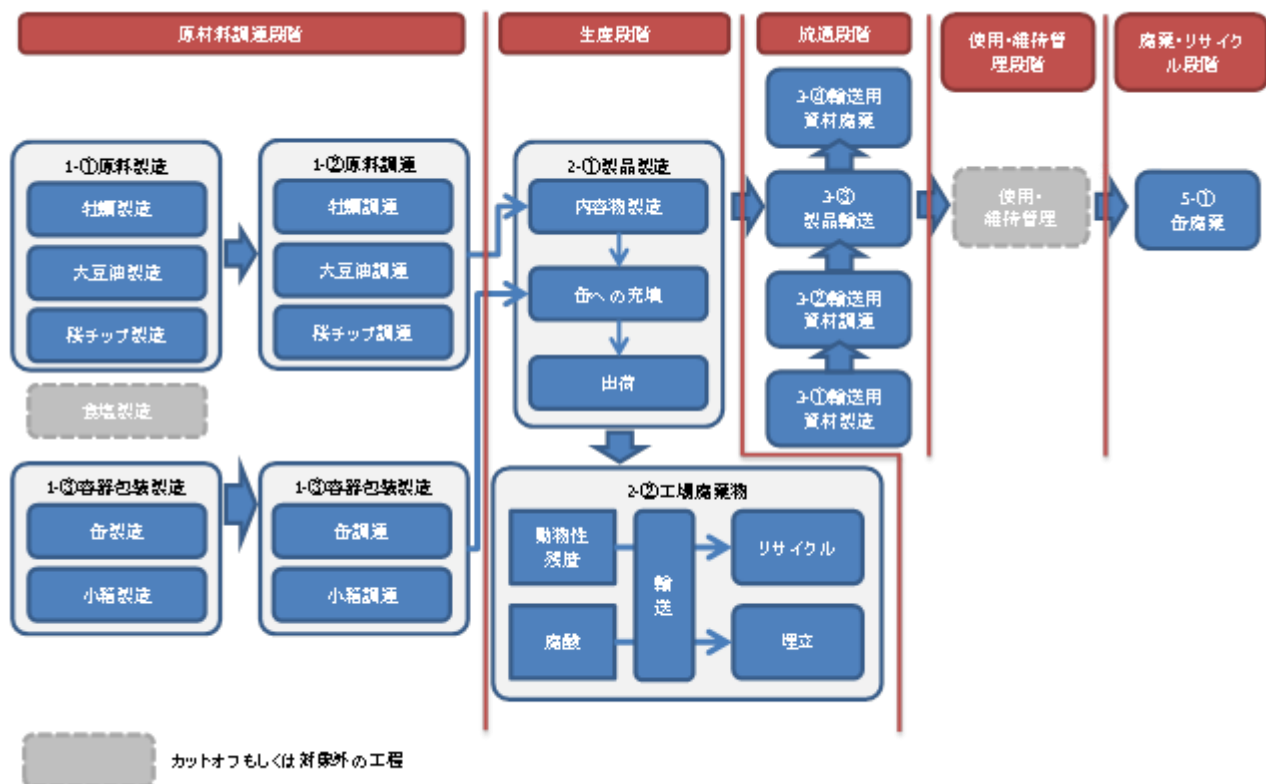 原材料調達段階
生産段階
流通段階
使用・維持管
理段階
廃棄・リサイク
ル段階
1-①原料製造
牡蠣製造
大豆油製造
桜チップ製造
食塩製造
1-②原料調達
牡蠣調達
大豆油調達
桜チップ調達
1-③容器包装製造
缶製造
小箱製造
1-③容器包装製造
缶調達
小箱調達
2-①製品製造
内容物製造
缶への充填
出荷
2-②工場廃棄物
動物性
残渣
廃酸
輸
送
リサイクル
埋立
3-④輸送用
資材廃棄
3-③
製品輸送
3-②輸送用
資材調達
3-①輸送用
資材製造
使用・
維持管理
5-①
缶廃棄
カットオフもしくは対象外の工程